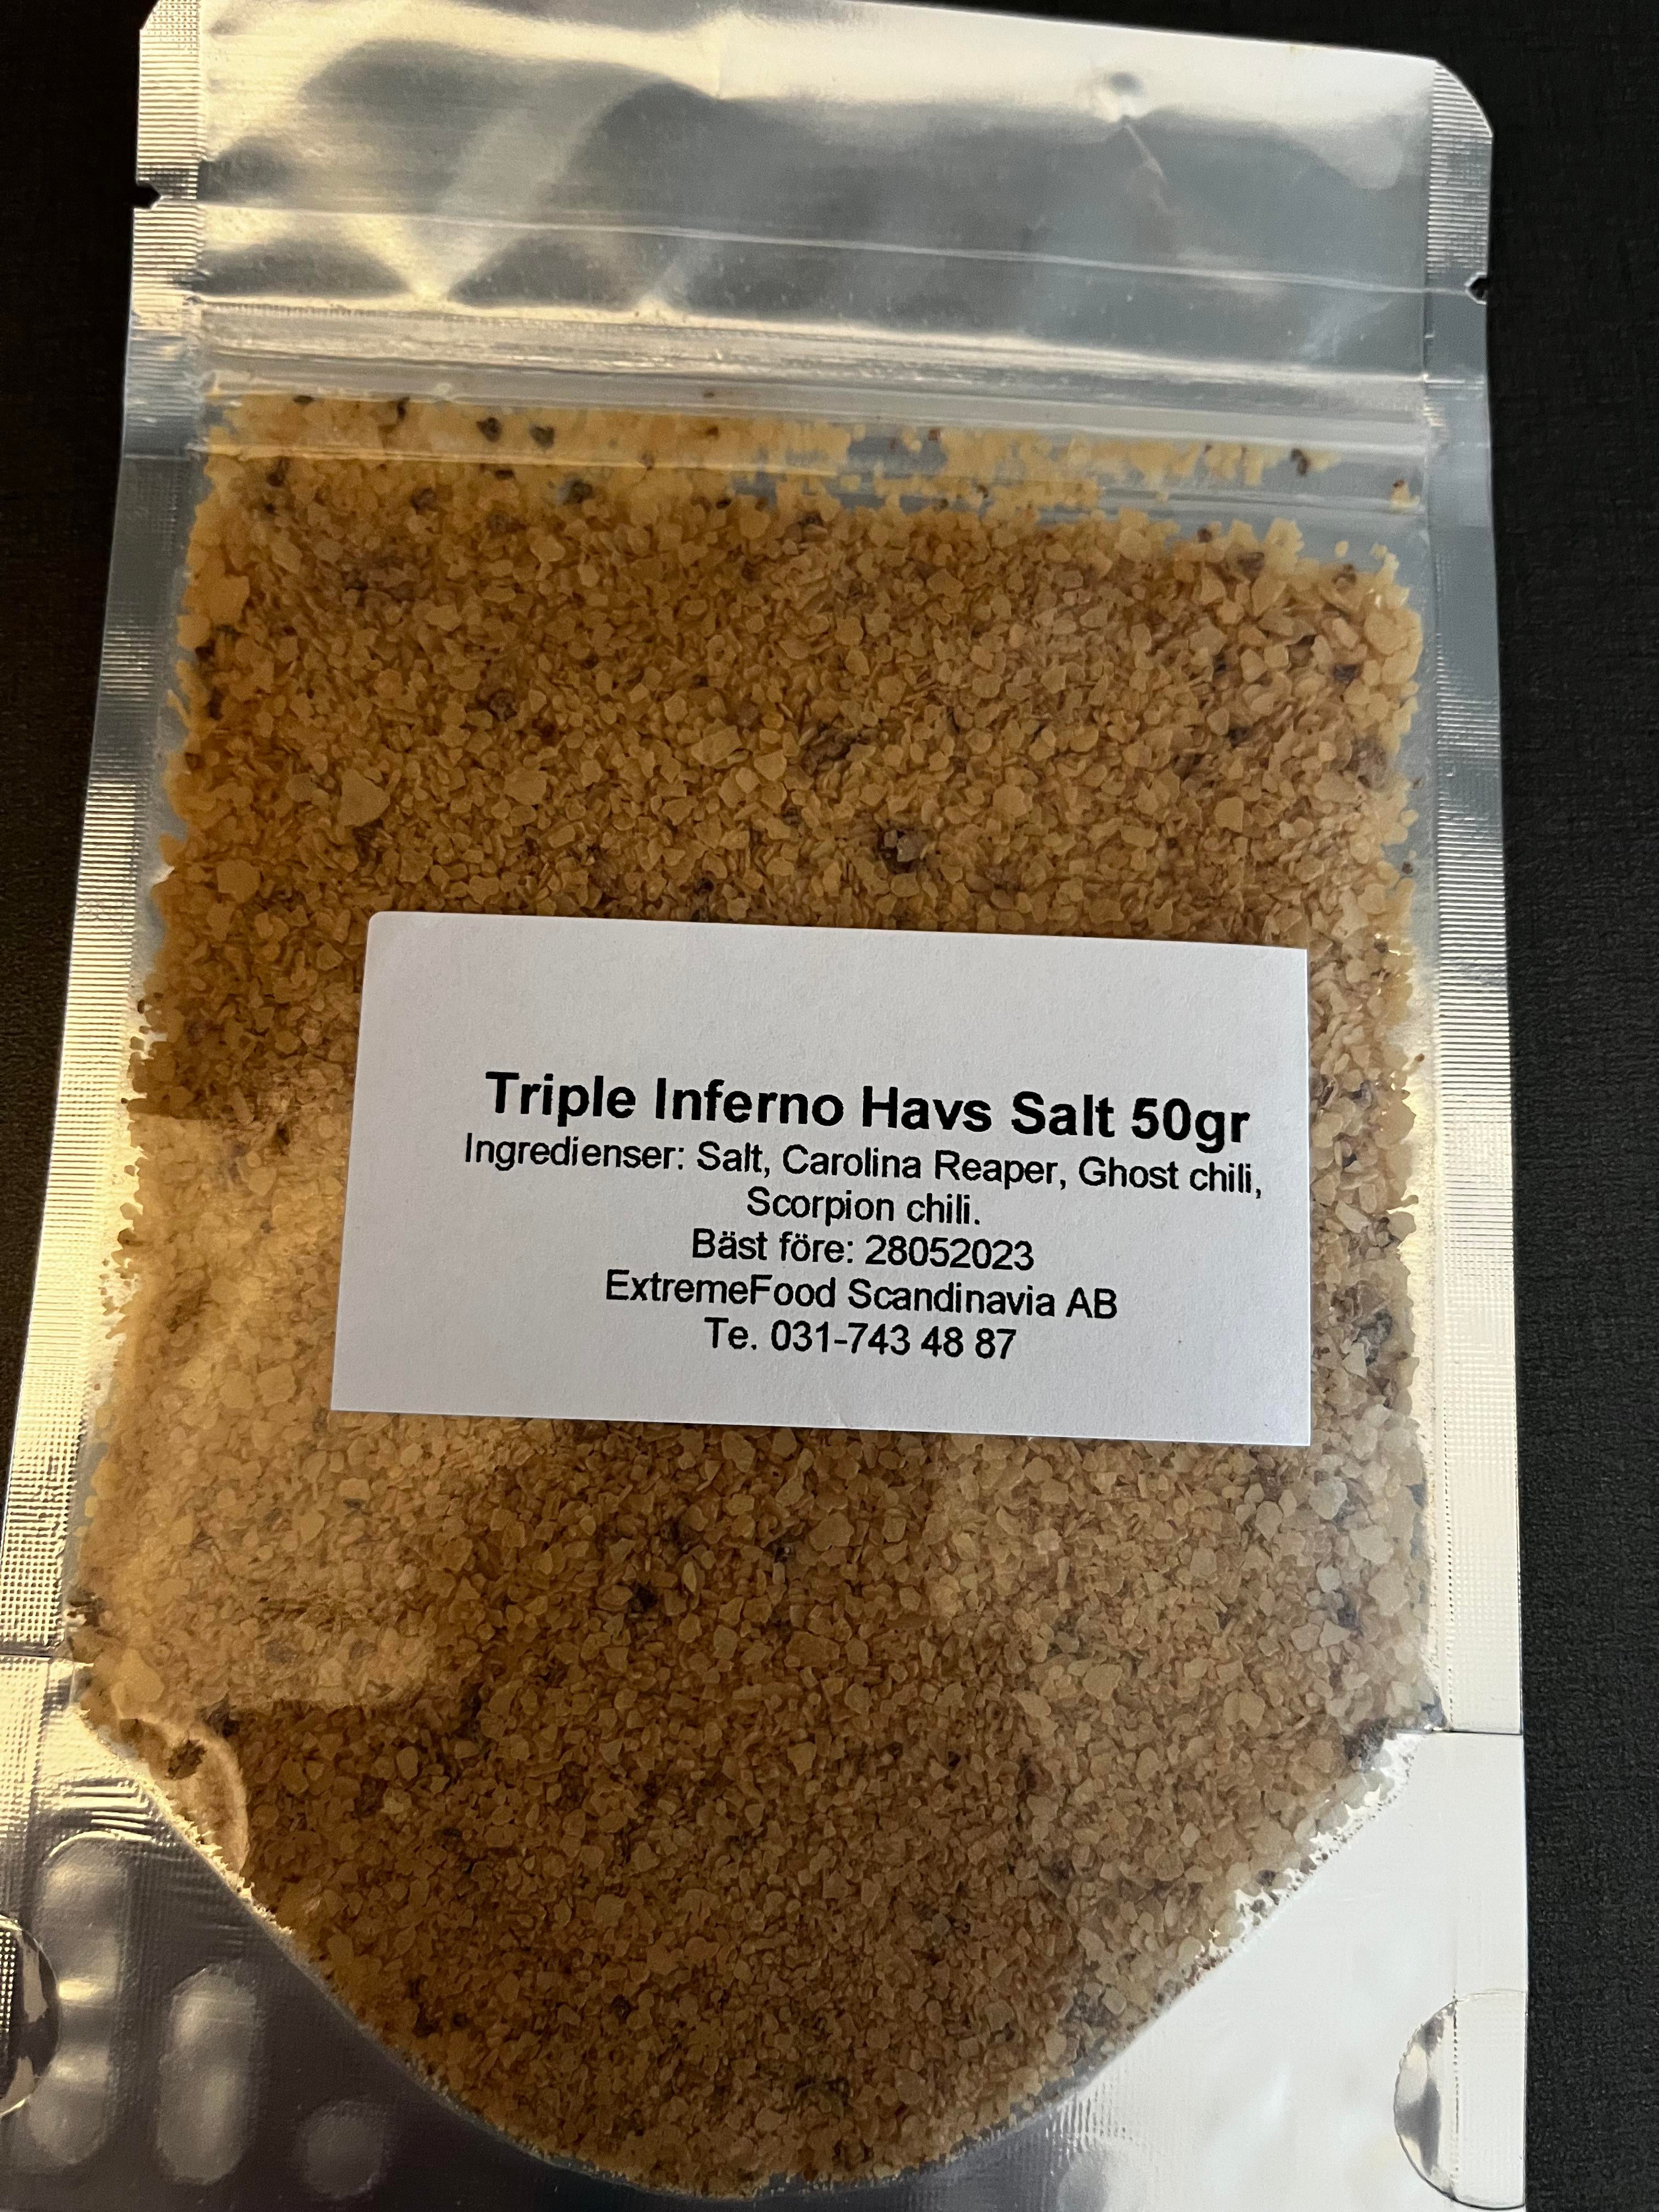 Triple Inferno Havs Salt 50gr
Ingredienser: Salt, Carolina Reaper, Ghost chili,
Scorpion chili.
Bäst före: 28052023
ExtremeFood Scandinavia AB
Te. 031-743 48 87